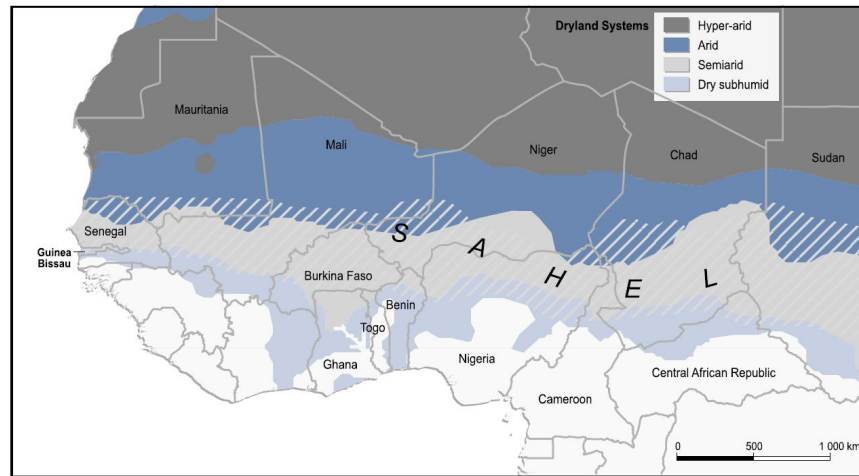 Dryland Systems
Hyper-arid
Arid
Semiarid
Dry subhumid
Mauritania
Mali
Niger
Chad
Sudan
Senegal
Guinea
Bissau
S A H E L
Burkina Faso
Benin
Togo
Ghana
Nigeria
Cameroon
Central African Republic
0 500 1 000 km